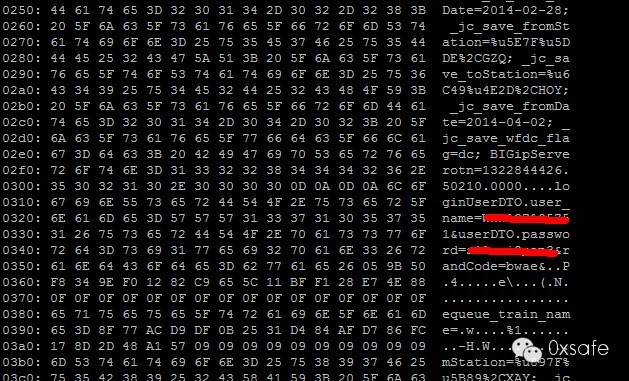 0250: 44 61 74 65 3D 32 30 31 34 2D 30 32 2D 32 38 3B Date=2014-02-28;
0260: 20 5F 6A 63 5F 73 61 76 65 5F 66 72 6F 6D 53 74 _jc_save_fromSt
0270: 61 74 69 6F 6E 3D 25 75 35 45 37 46 25 75 35 44 ation=%u5E7F%u5D
0280: 44 45 25 32 43 47 5A 51 3B 20 5F 6A 63 5F 73 61 DE%2CGZQ; _jc_sa
0290: 76 65 5F 74 6F 53 74 61 74 69 6F 6E 3D 25 75 36 ve_toStation=%u6
02a0: 43 34 39 25 75 34 45 32 44 25 32 43 48 4F 59 3B C49%u4E2D%2CHOY;
02b0: 20 5F 6A 63 5F 73 61 76 65 5F 66 72 6F 6D 44 61 _jc_save_fromDa
02c0: 74 65 3D 32 30 31 34 2D 30 34 2D 30 32 3B 20 5F te=2014-04-02; _
02d0: 6A 63 5F 73 61 76 65 5F 77 66 64 63 5F 66 6C 61 jc_save_wfdc_fla
02e0: 67 3D 64 63 3B 20 42 49 47 69 70 53 65 72 76 65 g=dc; BIGipServe
02f0: 72 6F 74 6E 3D 31 33 32 32 38 34 34 34 32 36 2E rotn=1322844426.
0300: 35 30 32 31 30 2E 30 30 30 30 0D 0A 0D 0A 6C 6F 50210.0000....lo
0310: 67 69 6E 55 73 65 72 44 54 4F 2E 75 73 65 72 5F ginUserDTO.user_
0320: 6E 61 6D 65 3D 57 57 57 31 33 37 31 30 35 37 35 name=
0330: 31 26 75 73 65 72 44 54 4F 2E 70 61 73 73 77 6F 1&userDTO.passwo
0340: 72 64 3D 73 69 31 77 65 69 32 70 61 6E 33 26 72 rd=&r
0350: 61 6E 64 43 6F 64 65 3D 62 77 61 65 26 05 9B 50 andCode=bwae&..P
0360: F8 34 9E F0 12 82 C9 65 5C 11 BF F1 28 E7 4E 88 .4.....e\...(.N.
0370: 0F 0F 0F 0F 0F 0F 0F 0F 0F 0F 0F 0F 0F 0F 0F 0F ................
0380: 65 71 75 65 75 65 5F 74 72 61 69 6E 5F 6E 61 6D equeue_train_nam
0390: 65 3D 8F 77 AC D9 DF 0B 25 31 D4 84 AF D7 86 FC e=.w....%1......
03a0: 17 8D 2D 48 A1 57 09 09 09 09 09 09 09 09 09 09 ..-H.W..........
03b0: 6D 53 74 61 74 69 6F 6E 3D 25 75 38 39 37 46 25 mStation=%u897F%
03c0: 75 35 42 38 39 25 32 43 58 41 59 3B 20 5F 6A 63 u5B89%2CXAY; _jc
0xsafe